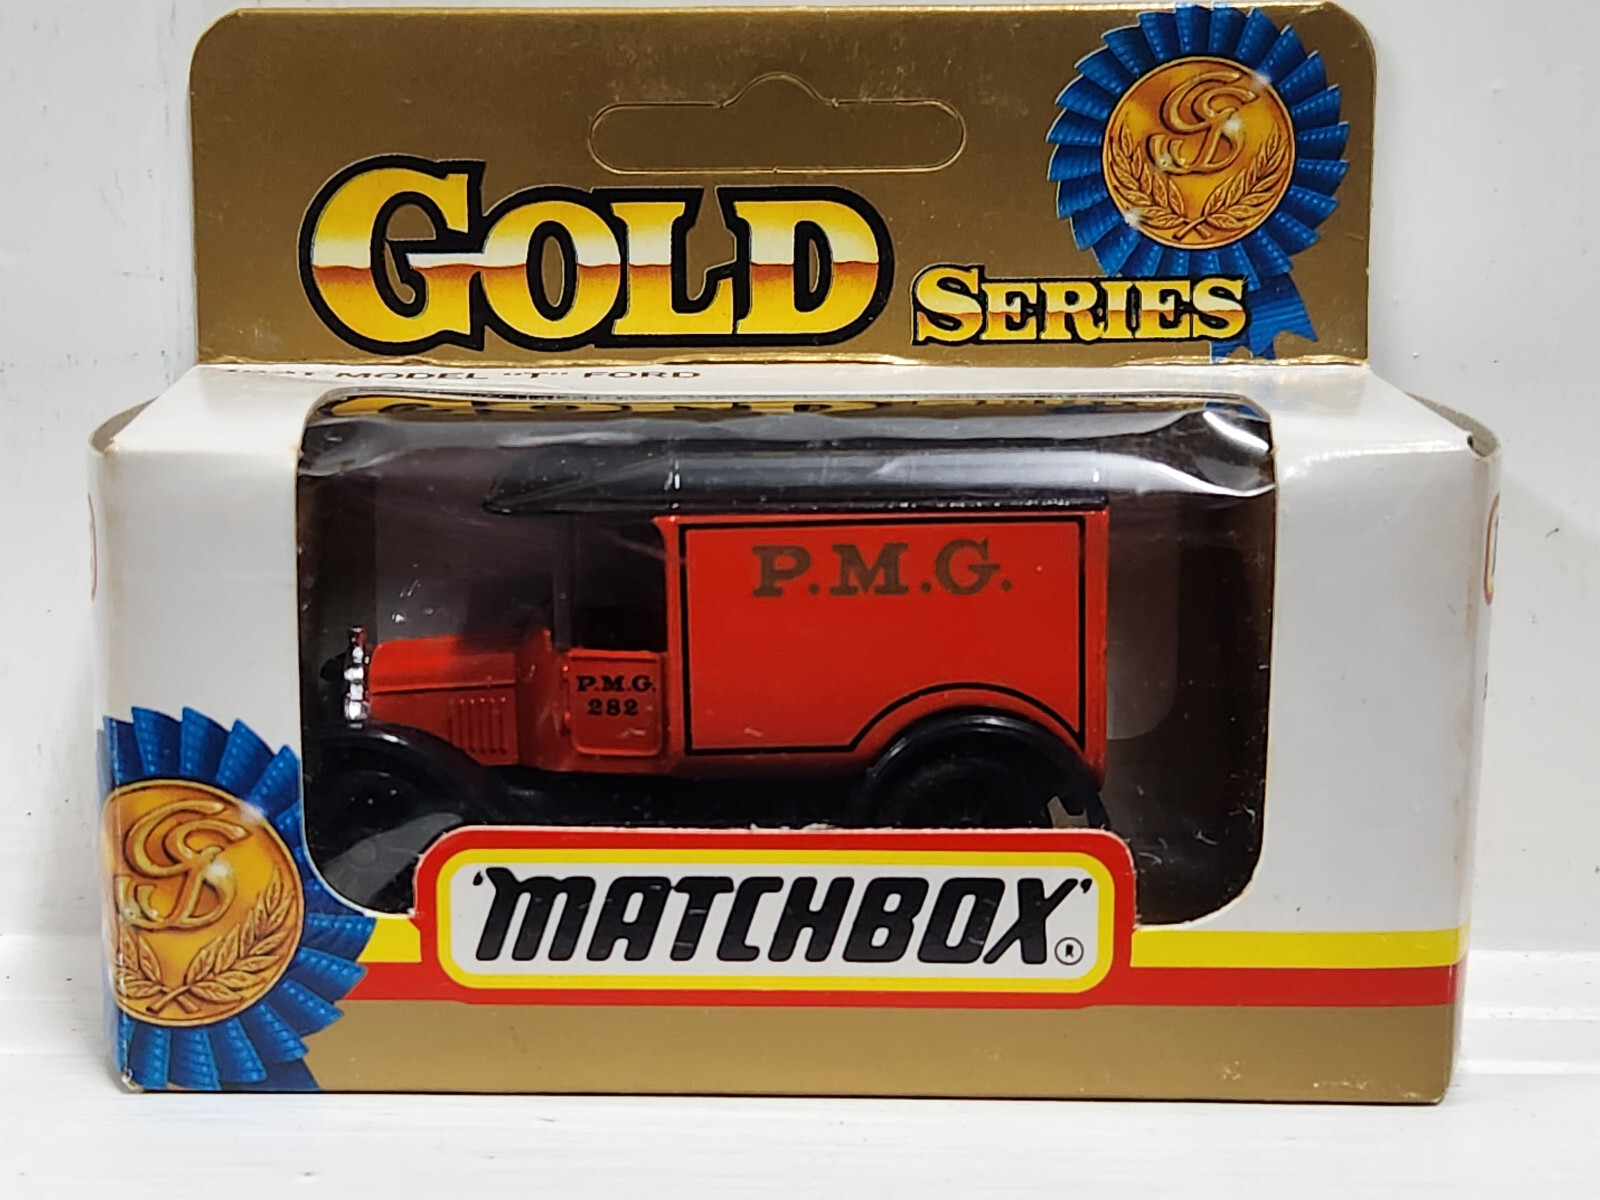 GOLD SERIES
MODEL "T" FORD
P.M.G.
P.M.G.
282
'MATCHBOX'®